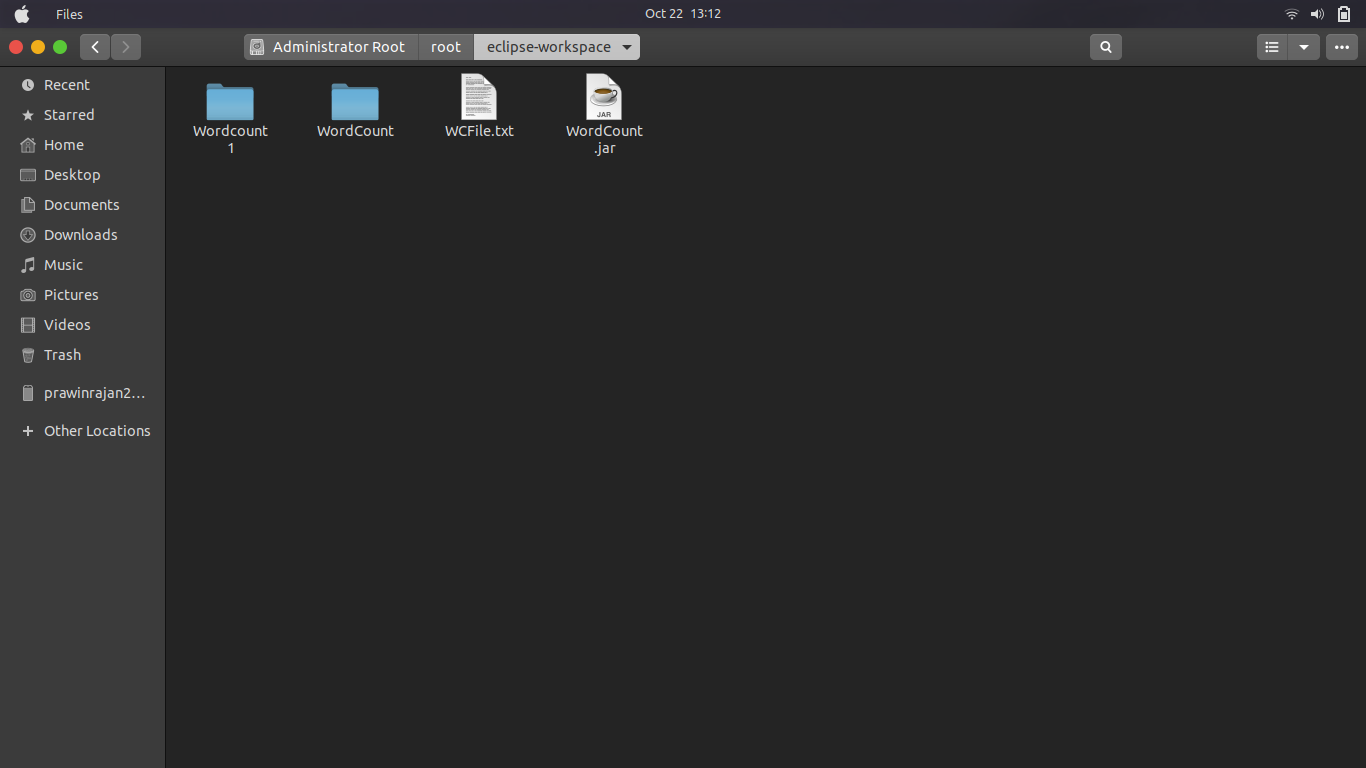 Files
Oct 22 13:12
Administrator Root
root
eclipse-workspace
Recent
Starred
Home
Desktop
Documents
Downloads
Music
Pictures
Videos
Trash
prawinrajan2…
Other Locations
Wordcount
1
WordCount
WCFile.txt
JAR
WordCount
.jar